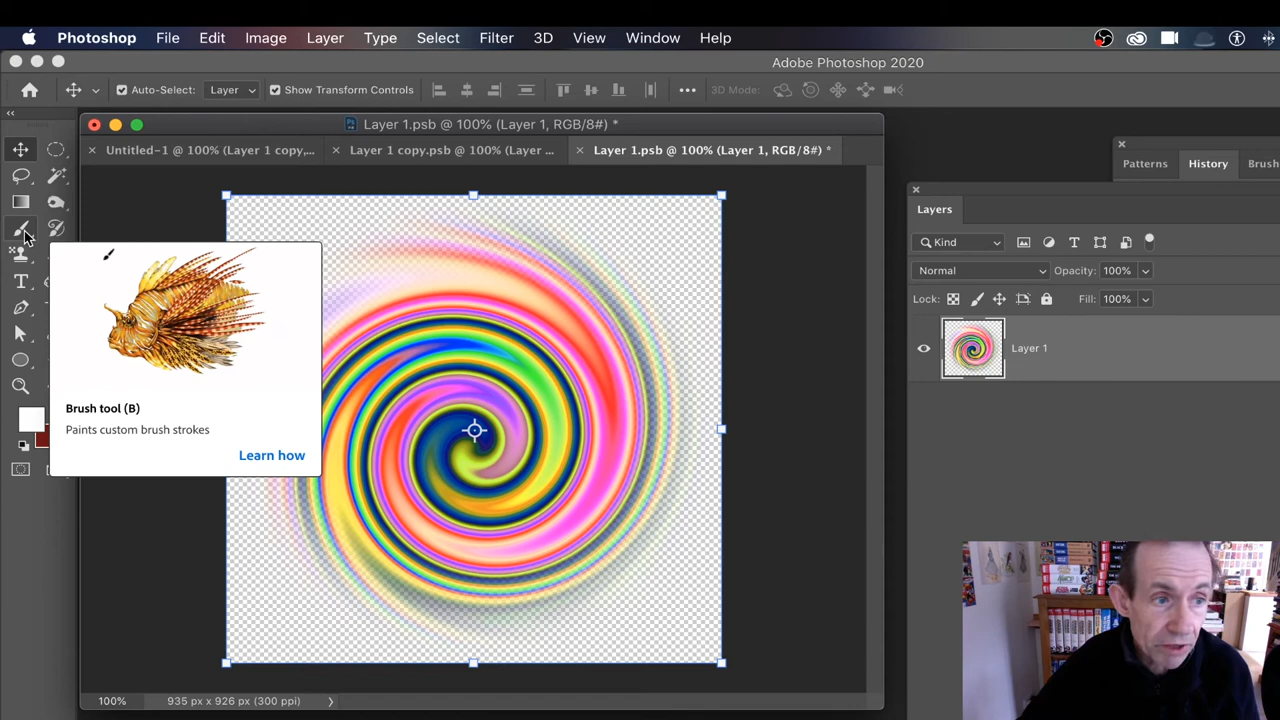 Photoshop File Edit Image Layer Type Select Filter 3D View Window Help
Adobe Photoshop 2020
Auto-Select: Layer Show Transform Controls 3D Mode:
Layer 1.psb @ 100% (Layer 1, RGB/8#) *
Untitled-1 @ 100% (Layer 1 copy,... Layer 1 copy.psb @ 100% (Layer ... Layer 1.psb @ 100% (Layer 1, RGB/8#) *
Patterns History Brush
Layers
Kind
Normal Opacity: 100%
Lock: Fill: 100%
Layer 1
Brush tool (B)
Paints custom brush strokes
Learn how
100% 935 px x 926 px (300 ppi)